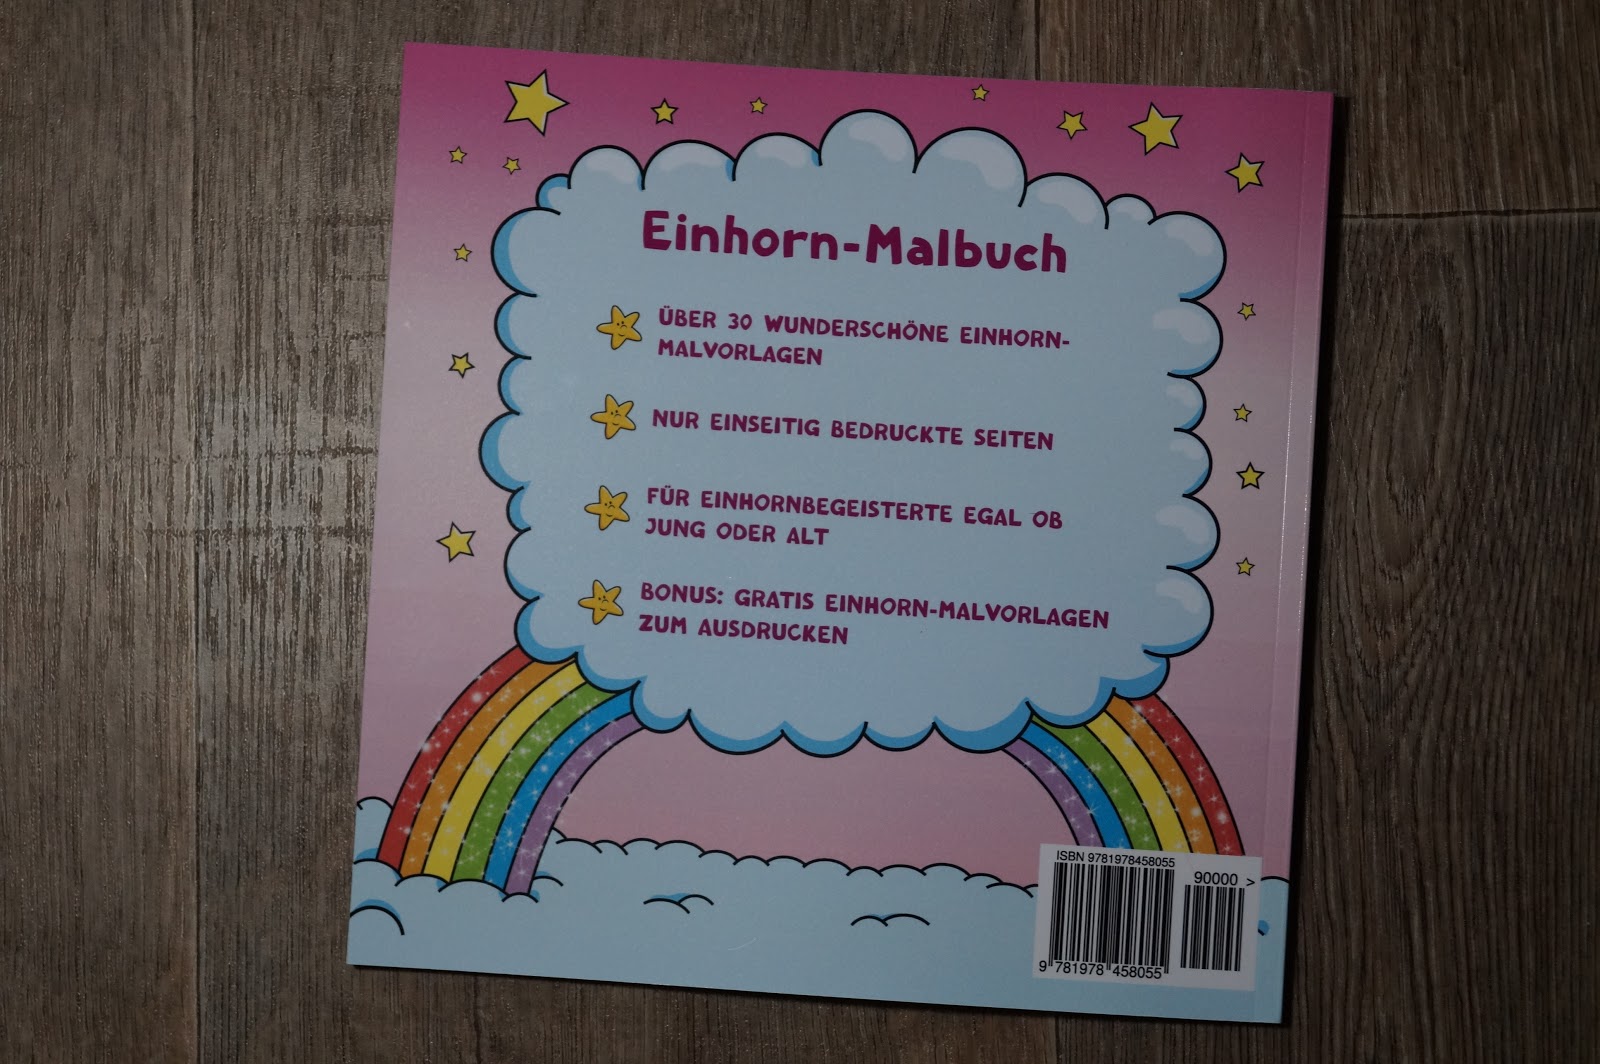 Einhorn-Malbuch
ÜBER 30 WUNDERSCHÖNE EINHORN-
MALVORLAGEN
NUR EINSEITIG BEDRUCKTE SEITEN
FÜR EINHORNBEGEISTERTE EGAL OB
JUNG ODER ALT
BONUS: GRATIS EINHORN-MALVORLAGEN
ZUM AUSDRUCKEN
ISBN 9781978458055
90000 >
9 781978 458055